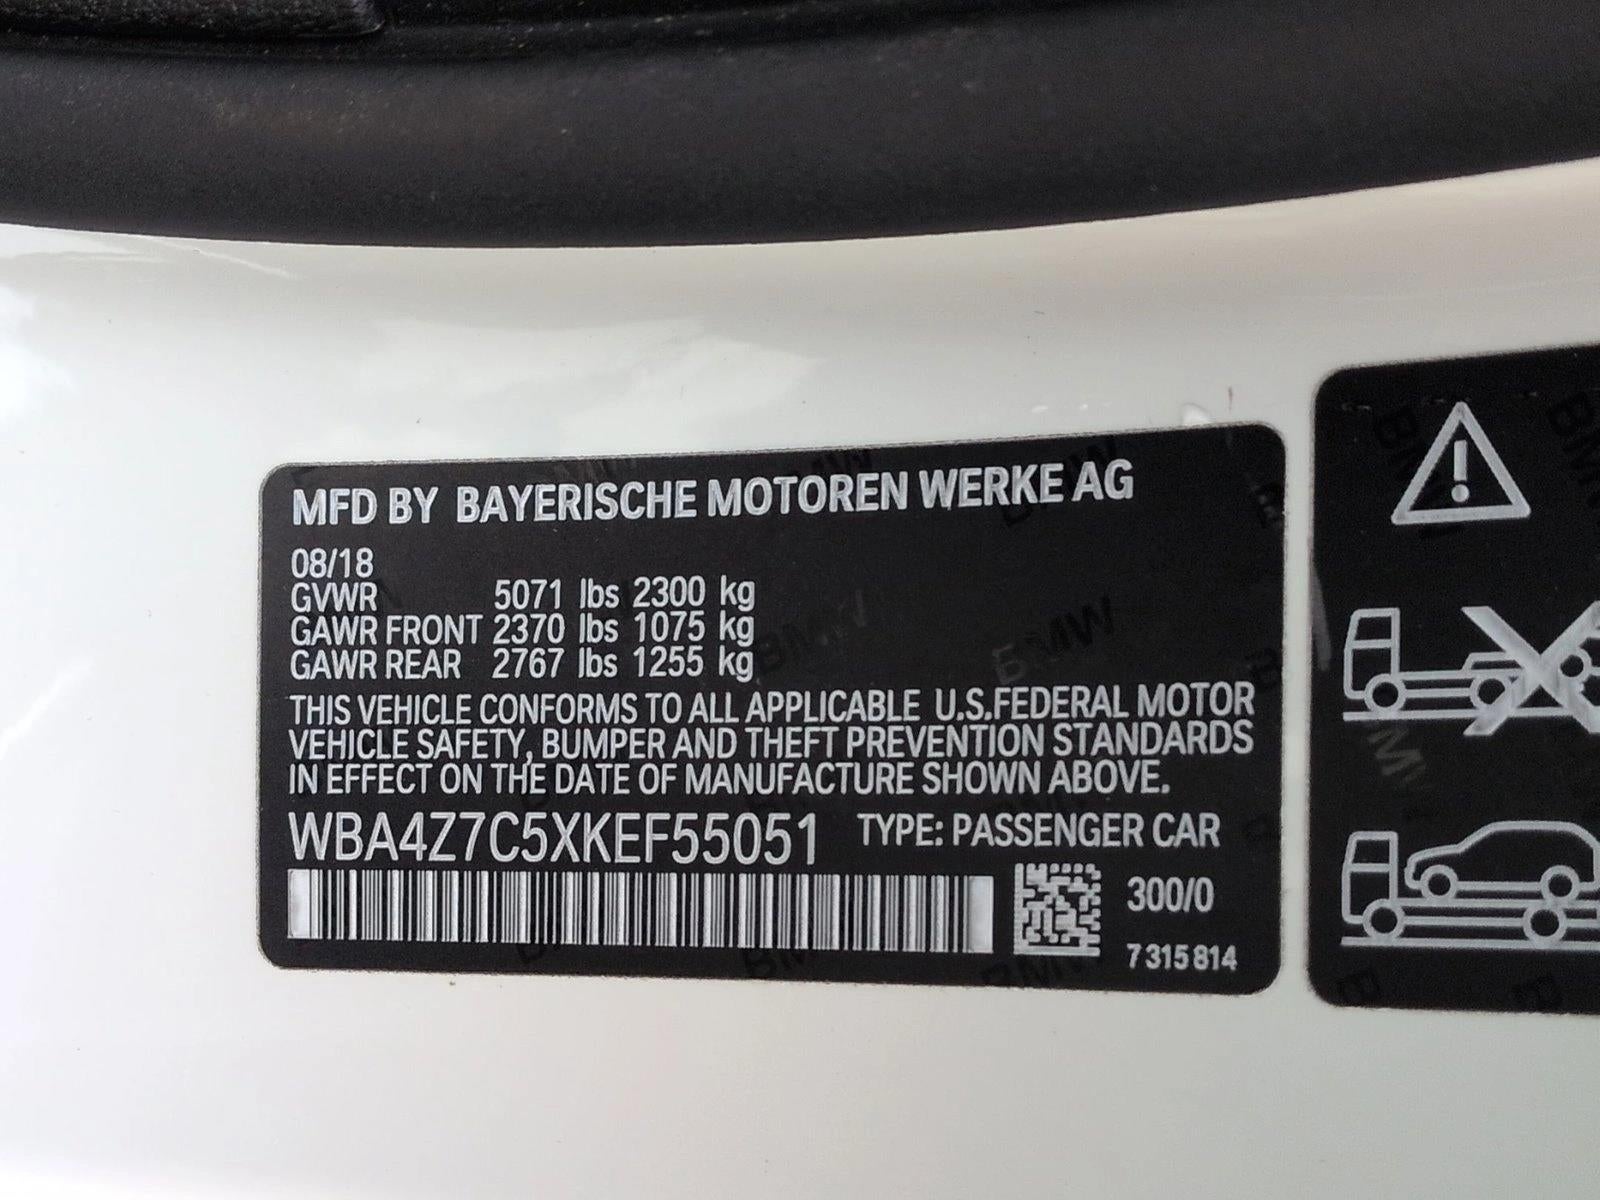 MFD BY BAYERISCHE MOTOREN WERKE AG
08/18
GVWR 5071 lbs 2300 kg
GAWR FRONT 2370 lbs 1075 kg
GAWR REAR 2767 lbs 1255 kg
THIS VEHICLE CONFORMS TO ALL APPLICABLE U.S.FEDERAL MOTOR
VEHICLE SAFETY, BUMPER AND THEFT PREVENTION STANDARDS
IN EFFECT ON THE DATE OF MANUFACTURE SHOWN ABOVE.
WBA4Z7C5XKEF55051 TYPE: PASSENGER CAR
300/0
7 315 814